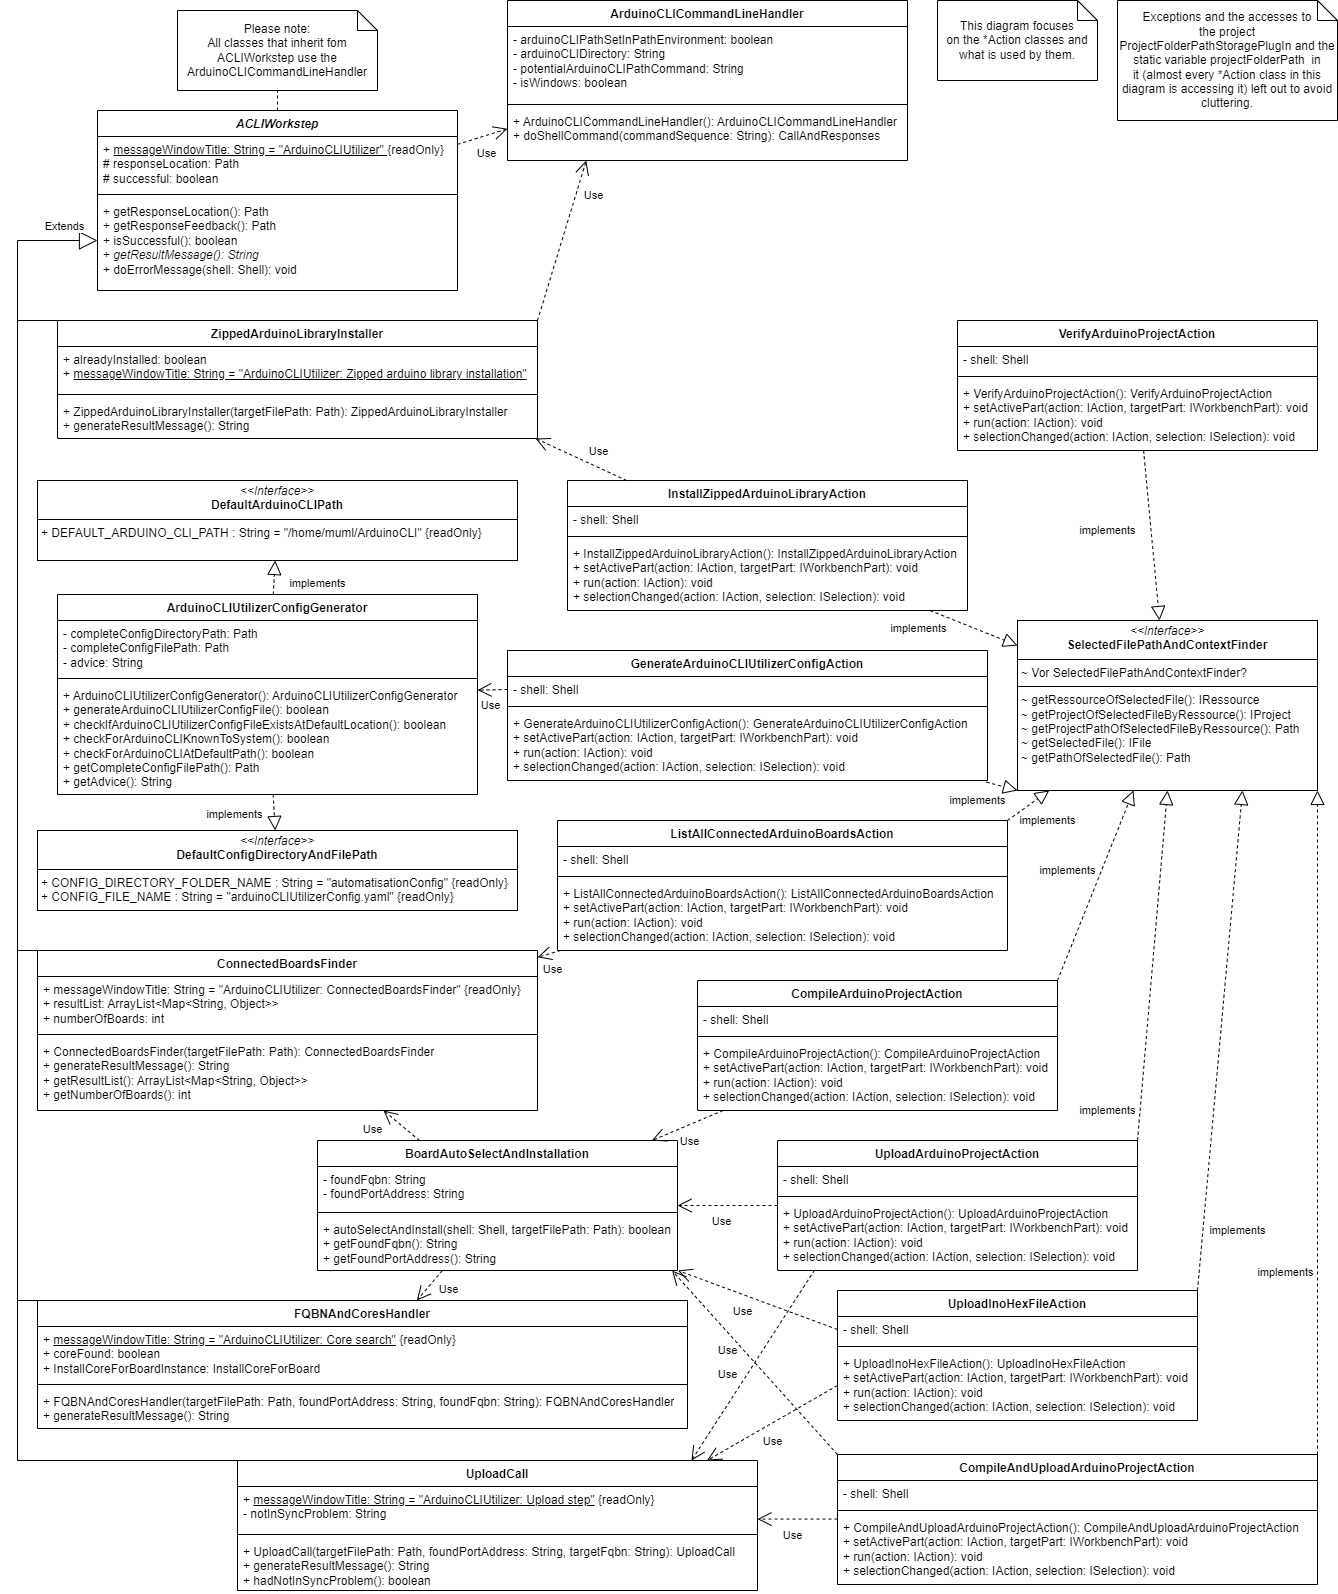 Please note:
All classes that inherit fom
ACLIWorkstep use the
ArduinoCLICommandLineHandler
ArduinoCLICommandLineHandler
- arduinoCLIPathSetInPathEnvironment: boolean
- arduinoCLIDirectory: String
- potentialArduinoCLIPathCommand: String
- isWindows: boolean
+ ArduinoCLICommandLineHandler(): ArduinoCLICommandLineHandler
+ doShellCommand(commandSequence: String): CallAndResponses
This diagram focuses
on the *Action classes and
what is used by them.
Exceptions and the accesses to
the project
ProjectFolderPathStoragePlugIn and the
static variable projectFolderPath in
it (almost every *Action class in this
diagram is accessing it) left out to avoid
cluttering.
ACLIWorkstep
+ messageWindowTitle: String = "ArduinoCLIUtilizer" {readOnly}
# responseLocation: Path
# successful: boolean
+ getResponseLocation(): Path
+ getResponseFeedback(): Path
+ isSuccessful(): boolean
+ getResultMessage(): String
+ doErrorMessage(shell: Shell): void
Use
Use
Extends
ZippedArduinoLibraryInstaller
+ alreadyInstalled: boolean
+ messageWindowTitle: String = "ArduinoCLIUtilizer: Zipped arduino library installation"
+ ZippedArduinoLibraryInstaller(targetFilePath: Path): ZippedArduinoLibraryInstaller
+ generateResultMessage(): String
Use
VerifyArduinoProjectAction
- shell: Shell
+ VerifyArduinoProjectAction(): VerifyArduinoProjectAction
+ setActivePart(action: IAction, targetPart: IWorkbenchPart): void
+ run(action: IAction): void
+ selectionChanged(action: IAction, selection: ISelection): void
implements
<<Interface>>
DefaultArduinoCLIPath
+ DEFAULT_ARDUINO_CLI_PATH : String = "/home/muml/ArduinoCLI" {readOnly}
implements
InstallZippedArduinoLibraryAction
- shell: Shell
+ InstallZippedArduinoLibraryAction(): InstallZippedArduinoLibraryAction
+ setActivePart(action: IAction, targetPart: IWorkbenchPart): void
+ run(action: IAction): void
+ selectionChanged(action: IAction, selection: ISelection): void
implements
ArduinoCLIUtilizerConfigGenerator
- completeConfigDirectoryPath: Path
- completeConfigFilePath: Path
- advice: String
+ ArduinoCLIUtilizerConfigGenerator(): ArduinoCLIUtilizerConfigGenerator
+ generateArduinoCLIUtilizerConfigFile(): boolean
+ checkIfArduinoCLIUtilizerConfigFileExistsAtDefaultLocation(): boolean
+ checkForArduinoCLIKnownToSystem(): boolean
+ checkForArduinoCLIAtDefaultPath(): boolean
+ getCompleteConfigFilePath(): Path
+ getAdvice(): String
implements
Use
GenerateArduinoCLIUtilizerConfigAction
- shell: Shell
+ GenerateArduinoCLIUtilizerConfigAction(): GenerateArduinoCLIUtilizerConfigAction
+ setActivePart(action: IAction, targetPart: IWorkbenchPart): void
+ run(action: IAction): void
+ selectionChanged(action: IAction, selection: ISelection): void
implements
<<Interface>>
SelectedFilePathAndContextFinder
~ Vor SelectedFilePathAndContextFinder?
~ getRessourceOfSelectedFile(): IRessource
~ getProjectOfSelectedFileByRessource(): IProject
~ getProjectPathOfSelectedFileByRessource(): Path
~ getSelectedFile(): IFile
~ getPathOfSelectedFile(): Path
implements
<<Interface>>
DefaultConfigDirectoryAndFilePath
+ CONFIG_DIRECTORY_FOLDER_NAME : String = "automatisationConfig" {readOnly}
+ CONFIG_FILE_NAME : String = "arduinoCLIUtilizerConfig.yaml" {readOnly}
ListAllConnectedArduinoBoardsAction
- shell: Shell
+ ListAllConnectedArduinoBoardsAction(): ListAllConnectedArduinoBoardsAction
+ setActivePart(action: IAction, targetPart: IWorkbenchPart): void
+ run(action: IAction): void
+ selectionChanged(action: IAction, selection: ISelection): void
implements
Use
ConnectedBoardsFinder
+ messageWindowTitle: String = "ArduinoCLIUtilizer: ConnectedBoardsFinder" {readOnly}
+ resultList: ArrayList<Map<String, Object>>
+ numberOfBoards: int
+ ConnectedBoardsFinder(targetFilePath: Path): ConnectedBoardsFinder
+ generateResultMessage(): String
+ getResultList(): ArrayList<Map<String, Object>>
+ getNumberOfBoards(): int
CompileArduinoProjectAction
- shell: Shell
+ CompileArduinoProjectAction(): CompileArduinoProjectAction
+ setActivePart(action: IAction, targetPart: IWorkbenchPart): void
+ run(action: IAction): void
+ selectionChanged(action: IAction, selection: ISelection): void
implements
Use
Use
BoardAutoSelectAndInstallation
- foundFqbn: String
- foundPortAddress: String
+ autoSelectAndInstall(shell: Shell, targetFilePath: Path): boolean
+ getFoundFqbn(): String
+ getFoundPortAddress(): String
Use
UploadArduinoProjectAction
- shell: Shell
+ UploadArduinoProjectAction(): UploadArduinoProjectAction
+ setActivePart(action: IAction, targetPart: IWorkbenchPart): void
+ run(action: IAction): void
+ selectionChanged(action: IAction, selection: ISelection): void
implements
implements
Use
FQBNAndCoresHandler
+ messageWindowTitle: String = "ArduinoCLIUtilizer: Core search" {readOnly}
+ coreFound: boolean
+ InstallCoreForBoardInstance: InstallCoreForBoard
+ FQBNAndCoresHandler(targetFilePath: Path, foundPortAddress: String, foundFqbn: String): FQBNAndCoresHandler
+ generateResultMessage(): String
Use
Use
Use
UploadInoHexFileAction
- shell: Shell
+ UploadInoHexFileAction(): UploadInoHexFileAction
+ setActivePart(action: IAction, targetPart: IWorkbenchPart): void
+ run(action: IAction): void
+ selectionChanged(action: IAction, selection: ISelection): void
Use
UploadCall
+ messageWindowTitle: String = "ArduinoCLIUtilizer: Upload step" {readOnly}
- notInSyncProblem: String
+ UploadCall(targetFilePath: Path, foundPortAddress: String, targetFqbn: String): UploadCall
+ generateResultMessage(): String
+ hadNotInSyncProblem(): boolean
Use
CompileAndUploadArduinoProjectAction
- shell: Shell
+ CompileAndUploadArduinoProjectAction(): CompileAndUploadArduinoProjectAction
+ setActivePart(action: IAction, targetPart: IWorkbenchPart): void
+ run(action: IAction): void
+ selectionChanged(action: IAction, selection: ISelection): void